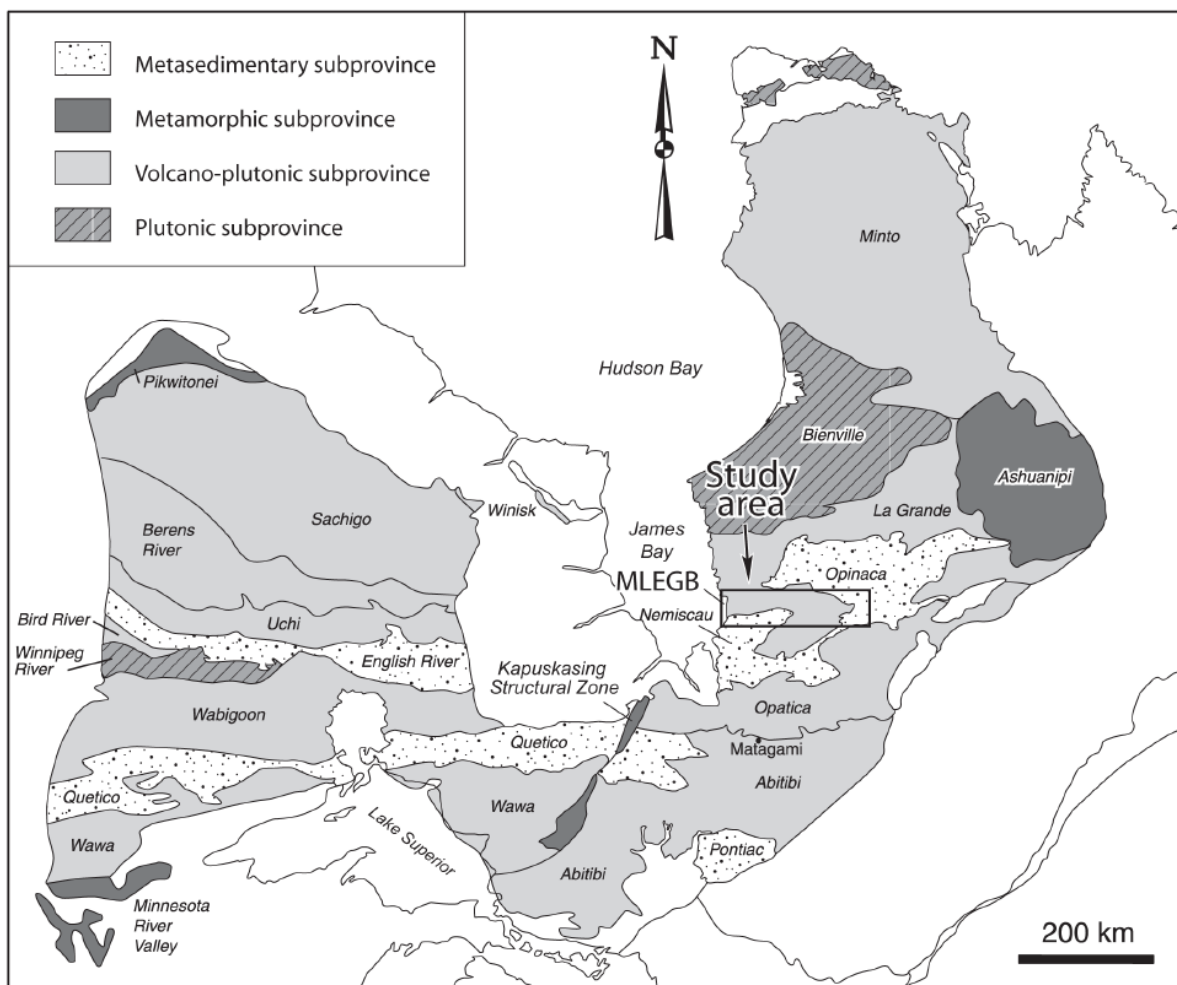 Metasedimentary subprovince
Metamorphic subprovince
Volcano-plutonic subprovince
Plutonic subprovince
N
Minto
Pikwitonei
Hudson Bay
Bienville
Ashuanipi
Study
area
La Grande
Sachigo
Winisk
Berens
River
James
Bay
Opinaca
MLEGB
Nemiscau
Uchi
Bird River
Winnipeg
River
English River
Kapuskasing
Structural Zone
Wabigoon
Opatica
Quetico
Matagami
Abitibi
Quetico
Wawa
Lake Superior
Wawa
Pontiac
Abitibi
Minnesota
River
Valley
200 km